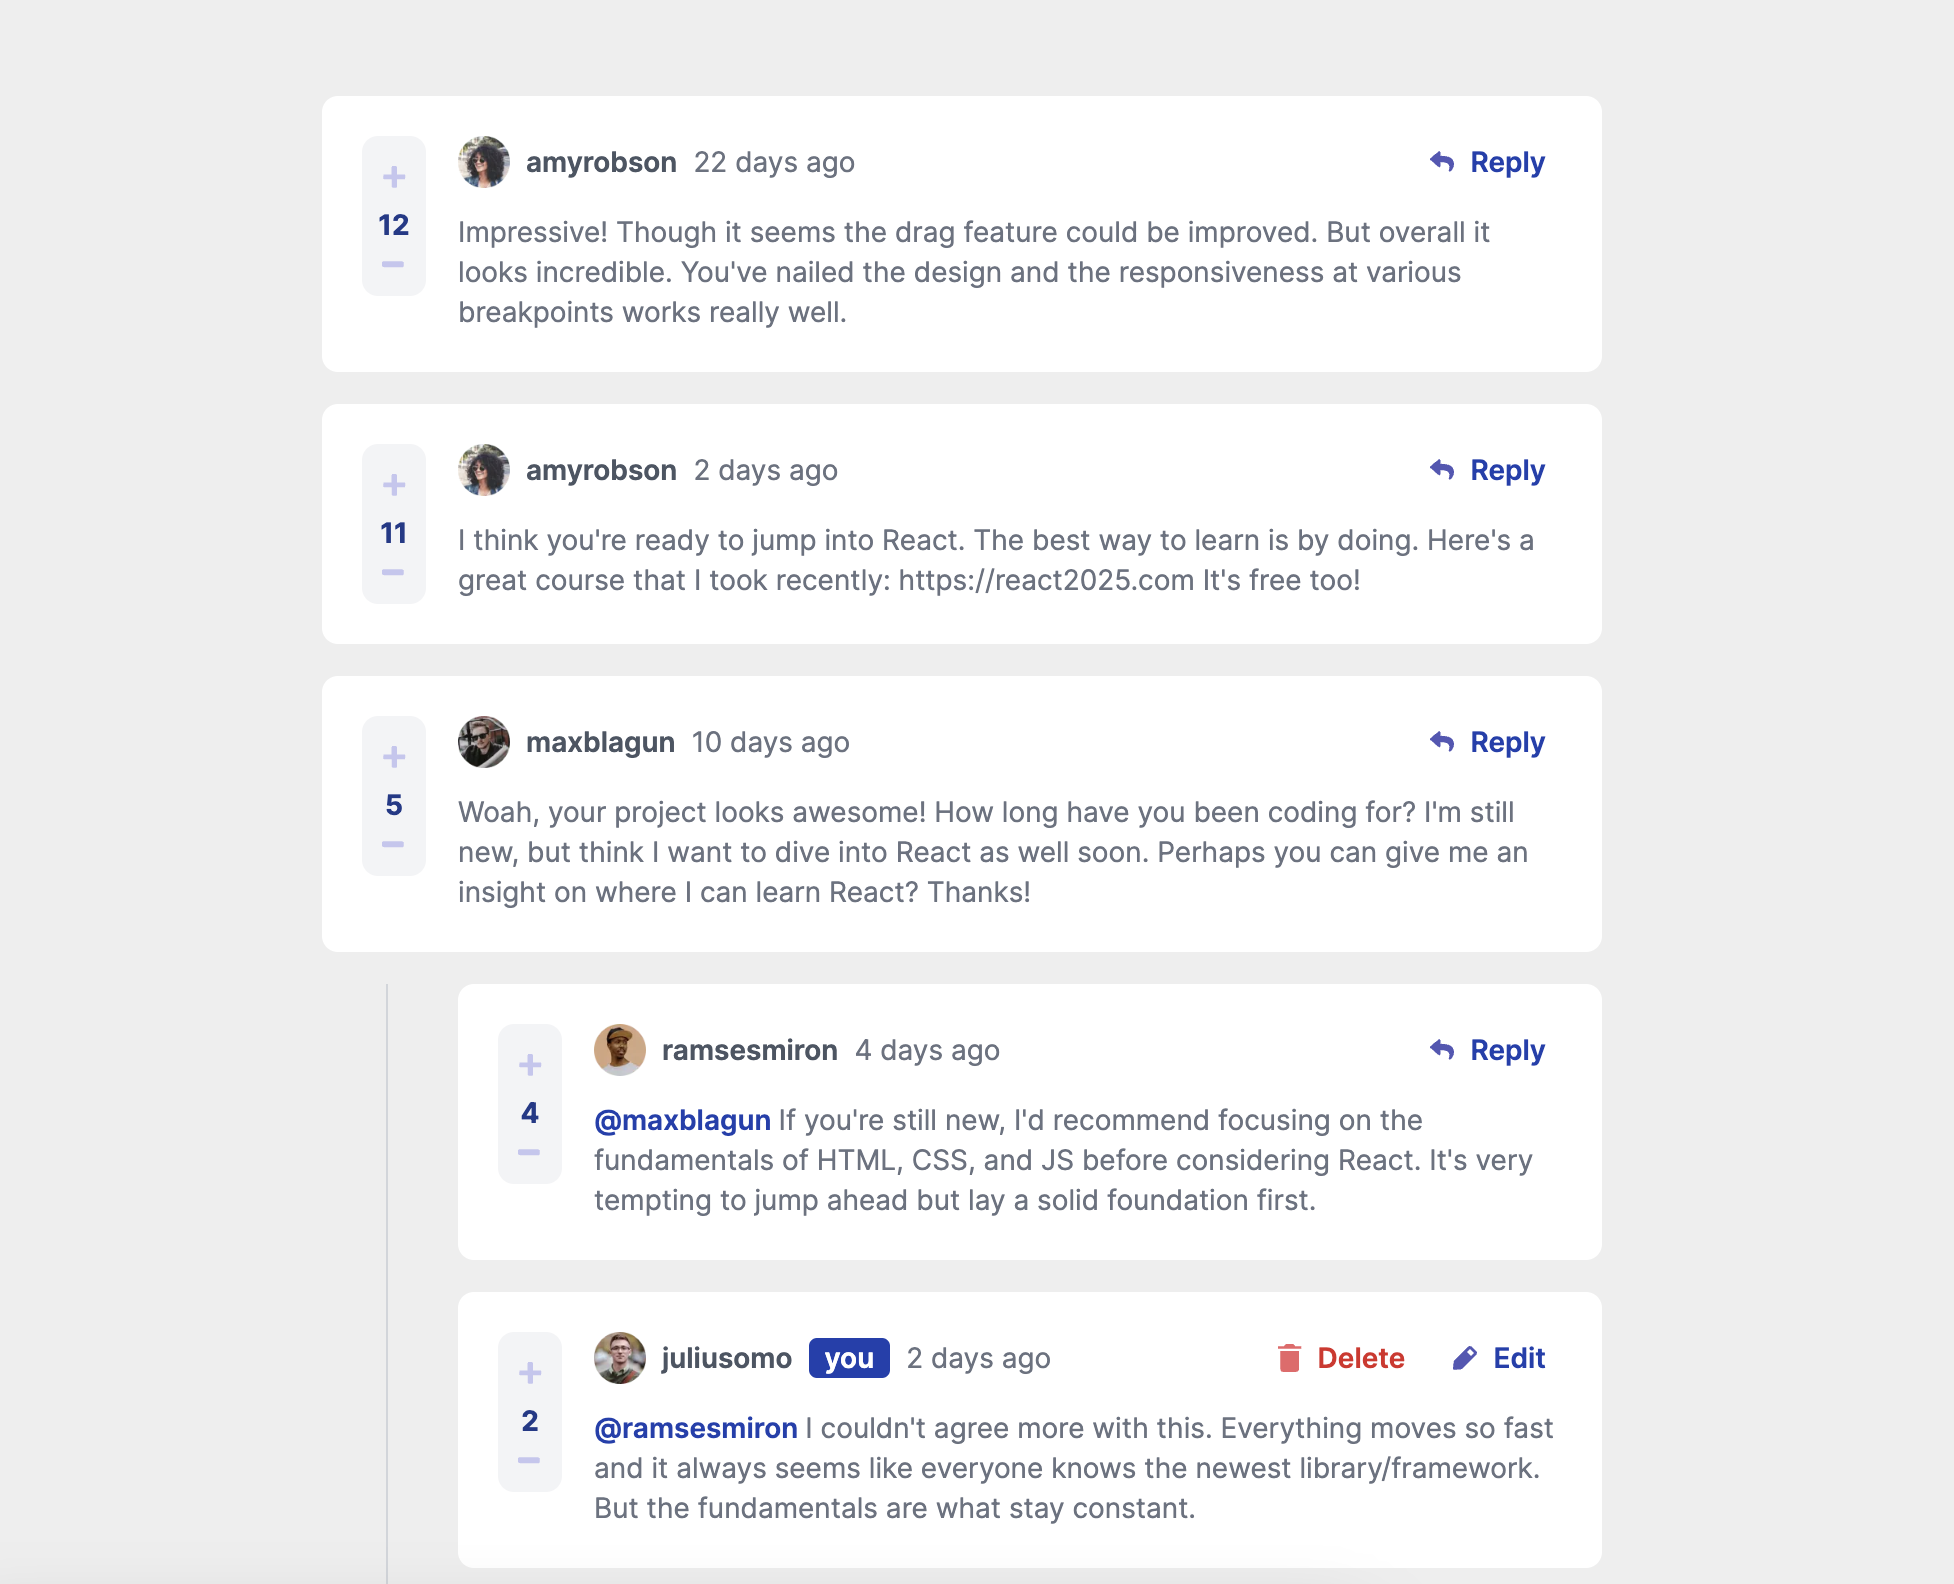 amyrobson 22 days ago Reply
+
12
−
Impressive! Though it seems the drag feature could be improved. But overall it
looks incredible. You've nailed the design and the responsiveness at various
breakpoints works really well.
amyrobson 2 days ago Reply
+
11
−
I think you're ready to jump into React. The best way to learn is by doing. Here's a
great course that I took recently: https://react2025.com It's free too!
maxblagun 10 days ago Reply
+
5
−
Woah, your project looks awesome! How long have you been coding for? I'm still
new, but think I want to dive into React as well soon. Perhaps you can give me an
insight on where I can learn React? Thanks!
ramsesmiron 4 days ago Reply
+
4
−
@maxblagun If you're still new, I'd recommend focusing on the
fundamentals of HTML, CSS, and JS before considering React. It's very
tempting to jump ahead but lay a solid foundation first.
juliusomo you 2 days ago Delete Edit
+
2
−
@ramsesmiron I couldn't agree more with this. Everything moves so fast
and it always seems like everyone knows the newest library/framework.
But the fundamentals are what stay constant.